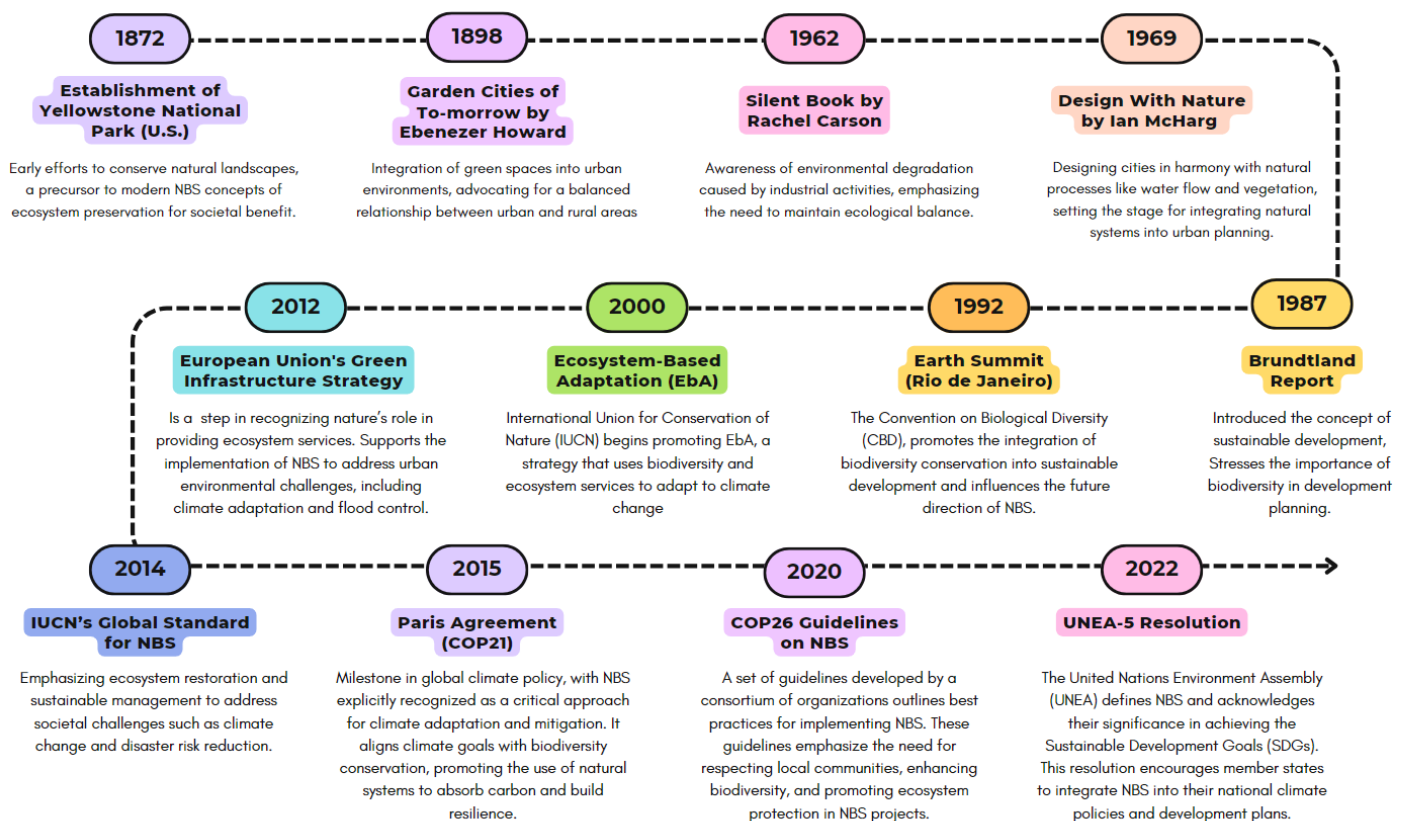 1872
Establishment of
Yellowstone National
Park (U.S.)
Early efforts to conserve natural landscapes,
a precursor to modern NBS concepts of
ecosystem preservation for societal benefit.
1898
Garden Cities of
To-morrow by
Ebenezer Howard
Integration of green spaces into urban
environments, advocating for a balanced
relationship between urban and rural areas
1962
Silent Book by
Rachel Carson
Awareness of environmental degradation
caused by industrial activities, emphasizing
the need to maintain ecological balance.
1969
Design With Nature
by Ian McHarg
Designing cities in harmony with natural
processes like water flow and vegetation,
setting the stage for integrating natural
systems into urban planning.
1987
Brundtland
Report
Introduced the concept of
sustainable development,
Stresses the importance of
biodiversity in development
planning.
1992
Earth Summit
(Rio de Janeiro)
The Convention on Biological Diversity
(CBD), promotes the integration of
biodiversity conservation into sustainable
development and influences the future
direction of NBS.
2000
Ecosystem-Based
Adaptation (EbA)
International Union for Conservation of
Nature (IUCN) begins promoting EbA, a
strategy that uses biodiversity and
ecosystem services to adapt to climate
change
2012
European Union's Green
Infrastructure Strategy
Is a step in recognizing nature's role in
providing ecosystem services. Supports the
implementation of NBS to address urban
environmental challenges, including
climate adaptation and flood control.
2014
IUCN's Global Standard
for NBS
Emphasizing ecosystem restoration and
sustainable management to address
societal challenges such as climate
change and disaster risk reduction.
2015
Paris Agreement
(COP21)
Milestone in global climate policy, with NBS
explicitly recognized as a critical approach
for climate adaptation and mitigation. It
aligns climate goals with biodiversity
conservation, promoting the use of natural
systems to absorb carbon and build
resilience.
2020
COP26 Guidelines
on NBS
A set of guidelines developed by a
consortium of organizations outlines best
practices for implementing NBS. These
guidelines emphasize the need for
respecting local communities, enhancing
biodiversity, and promoting ecosystem
protection in NBS projects.
2022
UNEA-5 Resolution
The United Nations Environment Assembly
(UNEA) defines NBS and acknowledges
their significance in achieving the
Sustainable Development Goals (SDGs).
This resolution encourages member states
to integrate NBS into their national climate
policies and development plans.